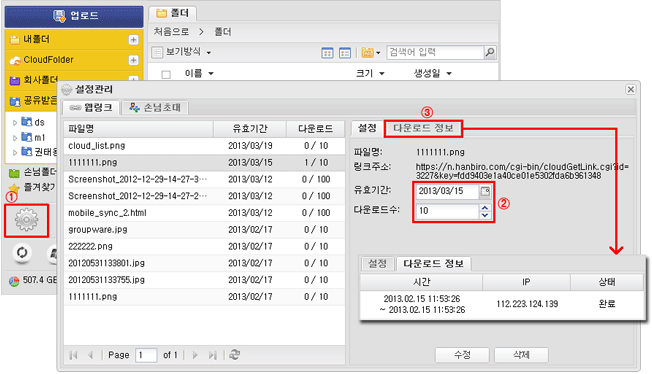 업로드
폴더
내폴더
처음으로 > 폴더
CloudFolder
보기방식
검색어 입력
회사폴더
이름
크기
생성일
공유받은
ds
m1
권태용
손님폴더
즐겨찾기
①
507.4 GE
설정관리
웹링크
손님초대
파일명 유효기간 다운로드
cloud_list.png 2013/03/19 0 / 10
1111111.png 2013/03/15 1 / 10
Screenshot_2012-12-29-14-27-3··· 2013/03/12 0 / 100
Screenshot_2012-12-29-14-27-2··· 2013/03/12 0 / 100
mobile_sync_2.html 2013/03/12 0 / 100
groupware.jpg 2013/02/17 0 / 10
222222.png 2013/02/17 0 / 10
20120531133801.jpg 2013/02/17 0 / 10
20120531133755.jpg 2013/02/17 0 / 10
1111111.png 2013/02/17 0 / 10
Page 1 of 1
③
설정 다운로드 정보
파일명: 1111111.png
링크주소: https://n.hanbiro.com/cgi-bin/cloudGetLink.cgi?id=
3227&key=fdd9403e1a40ce01e5302fda6b961348
유효기간: 2013/03/15
②
다운로드수: 10
설정 다운로드 정보
시간 IP 상태
2013.02.15 11:53:26
~ 2013.02.15 11:53:26
112.223.124.139 완료
수정 삭제